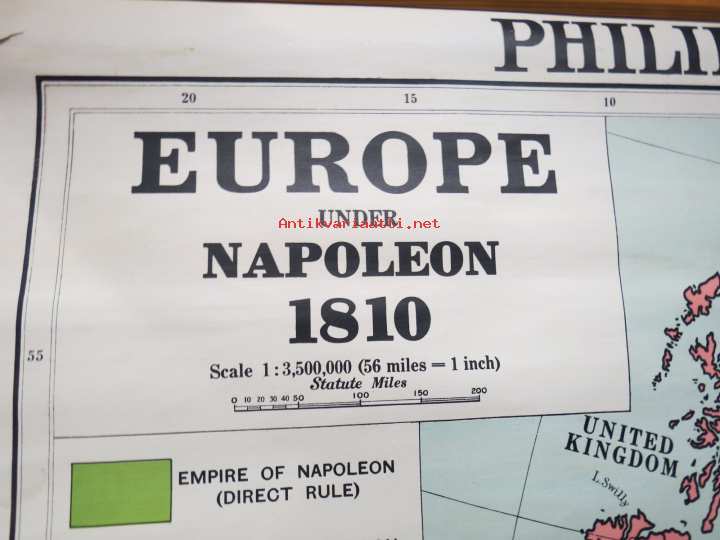 PHILI
20 15 10
EUROPE
UNDER
Antikvariaatti.net
NAPOLEON
1810
55
Scale 1:3,500,000 (56 miles = 1 inch)
Statute Miles
0 10 20 30 40 50 100 150 200
UNITED
KINGDOM
L. Swilly
EMPIRE OF NAPOLEON
(DIRECT RULE)